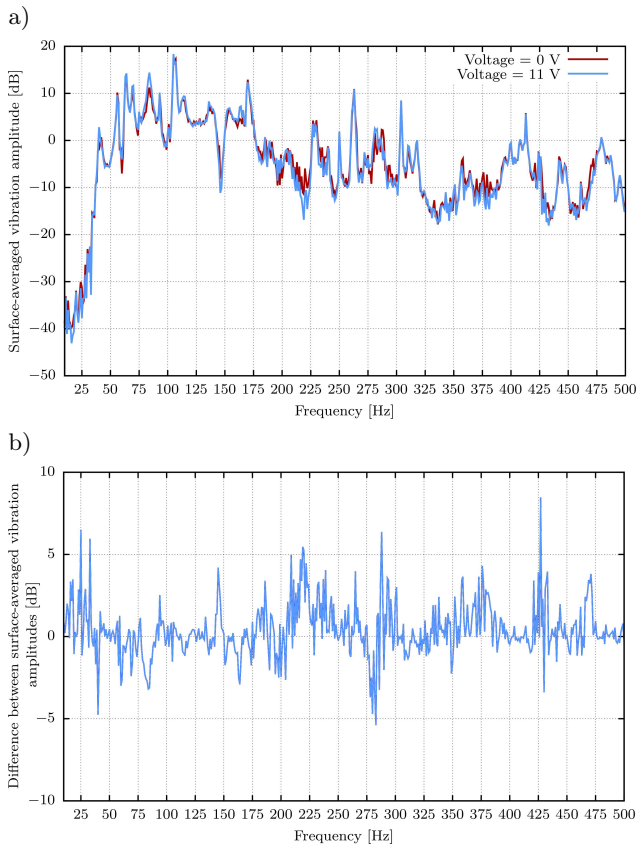 a)
Surface-averaged vibration amplitude [dB]
20
10
0
−10
−20
−30
−40
−50
Voltage = 0 V
Voltage = 11 V
25 50 75 100 125 150 175 200 225 250 275 300 325 350 375 400 425 450 475 500
Frequency [Hz]
b)
Difference between surface-averaged vibration
amplitudes [dB]
10
5
0
−5
−10
25 50 75 100 125 150 175 200 225 250 275 300 325 350 375 400 425 450 475 500
Frequency [Hz]